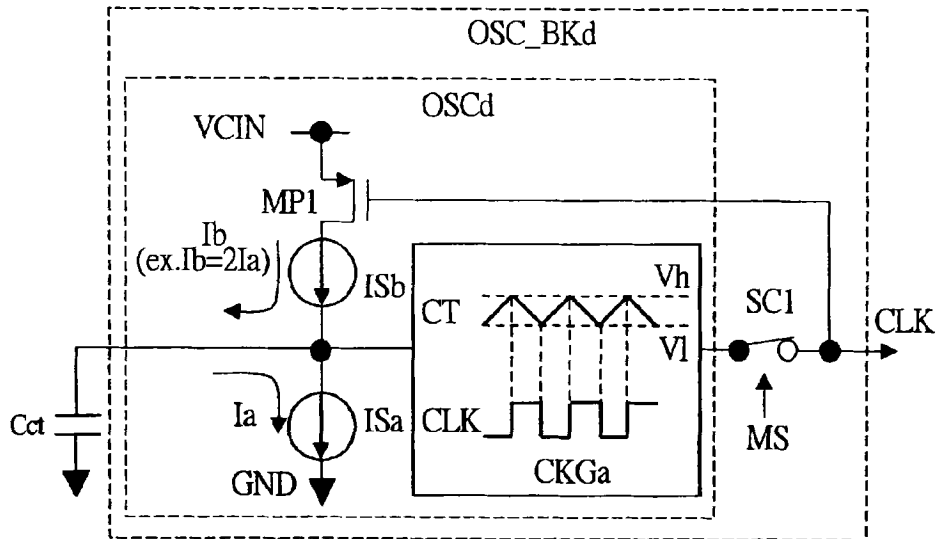 OSC_BKd
OSCd
VCIN
MP1
Ib
(ex.Ib=2Ia)
ISb
Vh
CT
Vl
SC1
CLK
Cct
Ia
ISa
CLK
MS
GND
CKGa